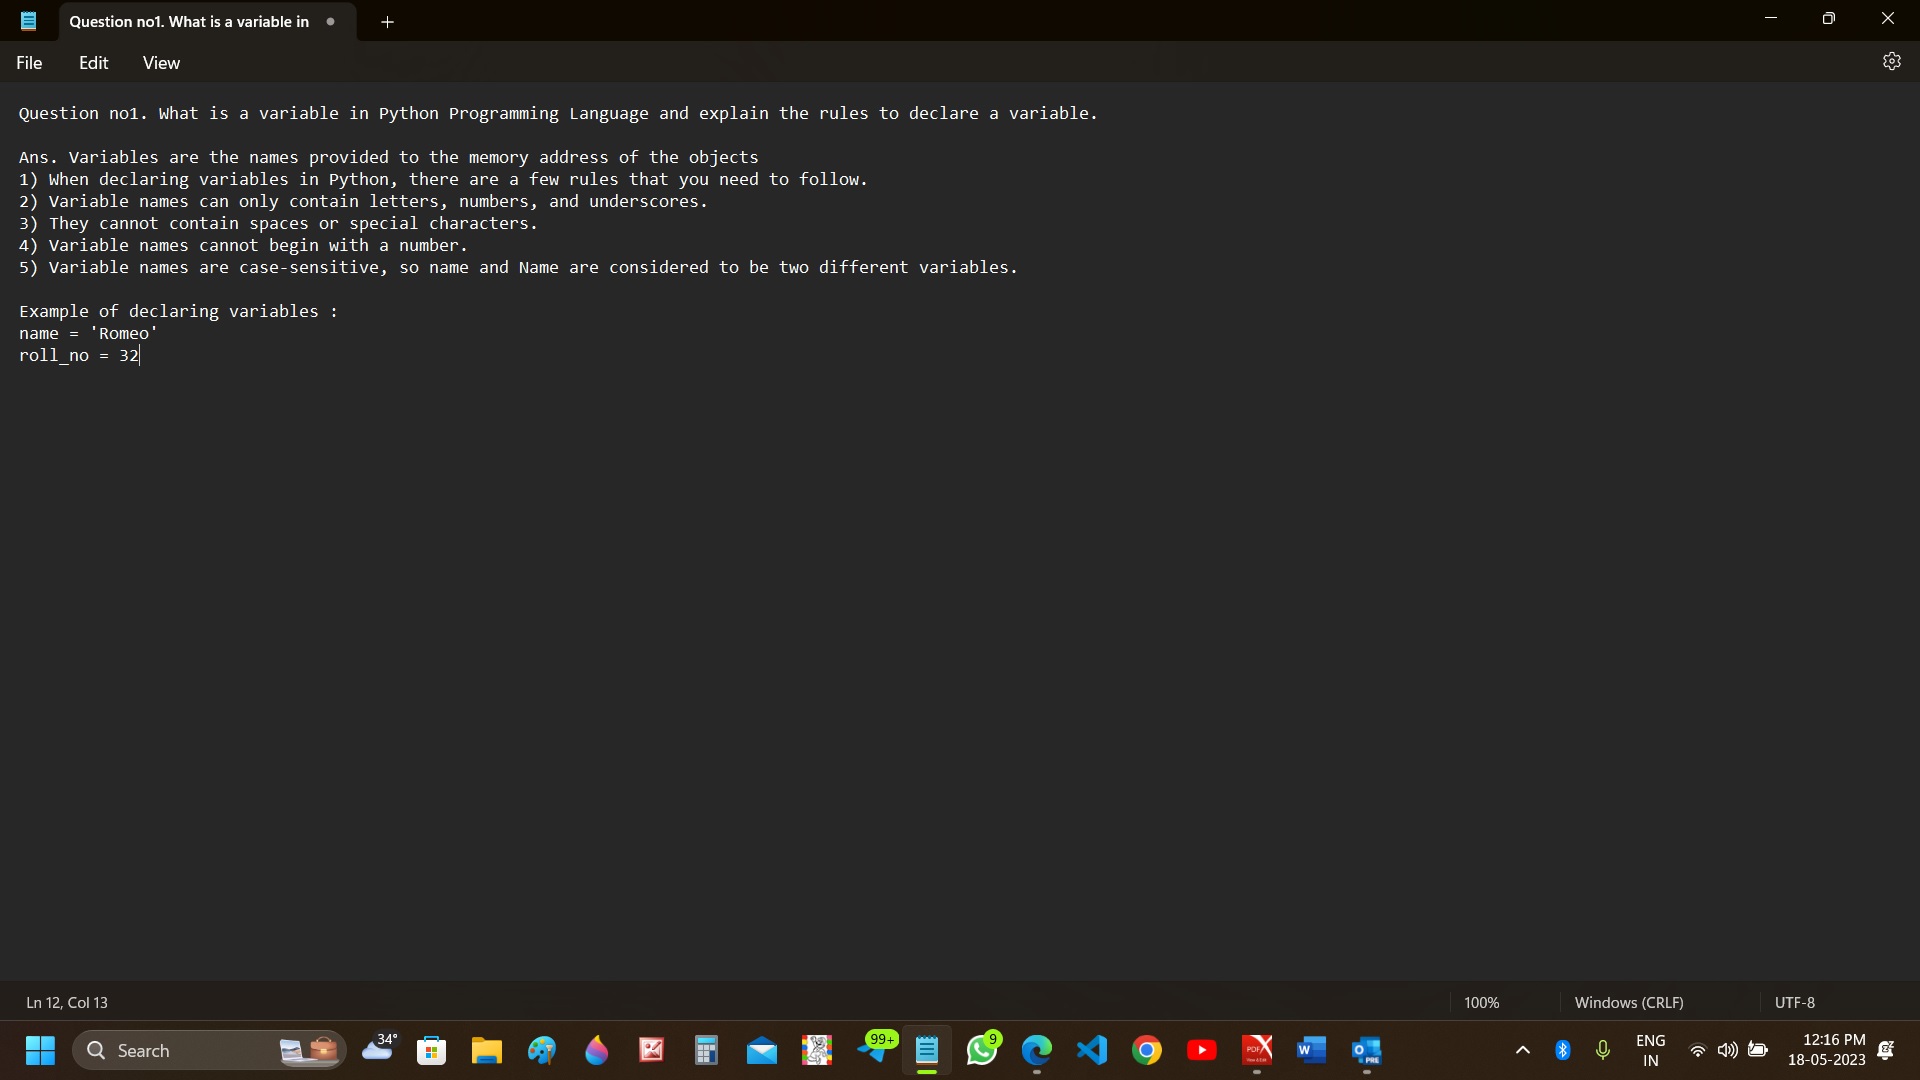 Question no1. What is a variable in
File Edit View
Question no1. What is a variable in Python Programming Language and explain the rules to declare a variable.
Ans. Variables are the names provided to the memory address of the objects
1) When declaring variables in Python, there are a few rules that you need to follow.
2) Variable names can only contain letters, numbers, and underscores.
3) They cannot contain spaces or special characters.
4) Variable names cannot begin with a number.
5) Variable names are case-sensitive, so name and Name are considered to be two different variables.
Example of declaring variables :
name = 'Romeo'
roll_no = 32
Ln 12, Col 13 100% Windows (CRLF) UTF-8
Search 34° 99+ 9 W PRE ENG 12:16 PM
IN 18-05-2023